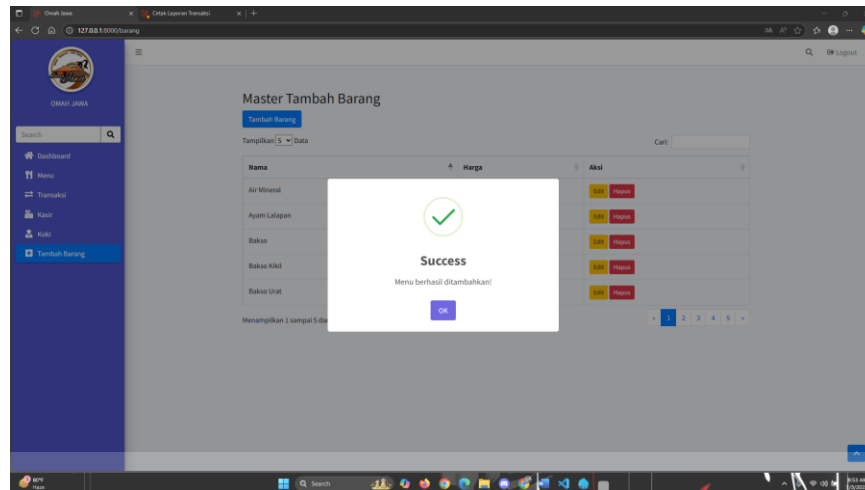 Omah Jawa
Cetak Laporan Transaksi
127.0.0.1:8000/barang
Logout
OMAH JAWA
Search
Dashboard
Menu
Transaksi
Kasir
Koki
Tambah Barang
Master Tambah Barang
Tambah Barang
Tampilkan 5 Data
Cari:
Nama Harga Aksi
Air Mineral Edit Hapus
Ayam Lalapan Edit Hapus
Bakso Edit Hapus
Bakso Kikil Edit Hapus
Bakso Urat Edit Hapus
Success
Menu berhasil ditambahkan!
OK
Menampilkan 1 sampai 5
« 1 2 3 4 5 »
80°F
Haze
Search